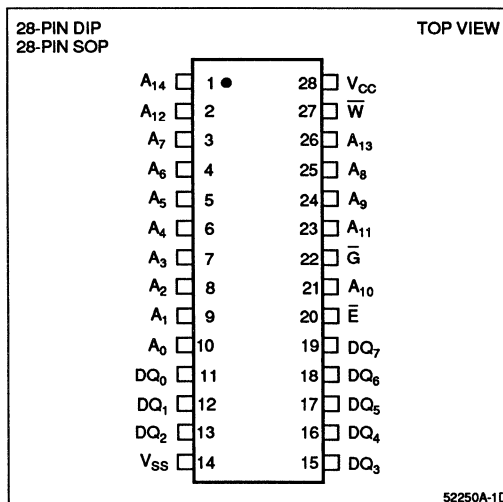 28-PIN DIP TOP VIEW
28-PIN SOP
A14 1 28 VCC
A12 2 27 W̅
A7 3 26 A13
A6 4 25 A8
A5 5 24 A9
A4 6 23 A11
A3 7 22 G̅
A2 8 21 A10
A1 9 20 E̅
A0 10 19 DQ7
DQ0 11 18 DQ6
DQ1 12 17 DQ5
DQ2 13 16 DQ4
VSS 14 15 DQ3
52250A-1D